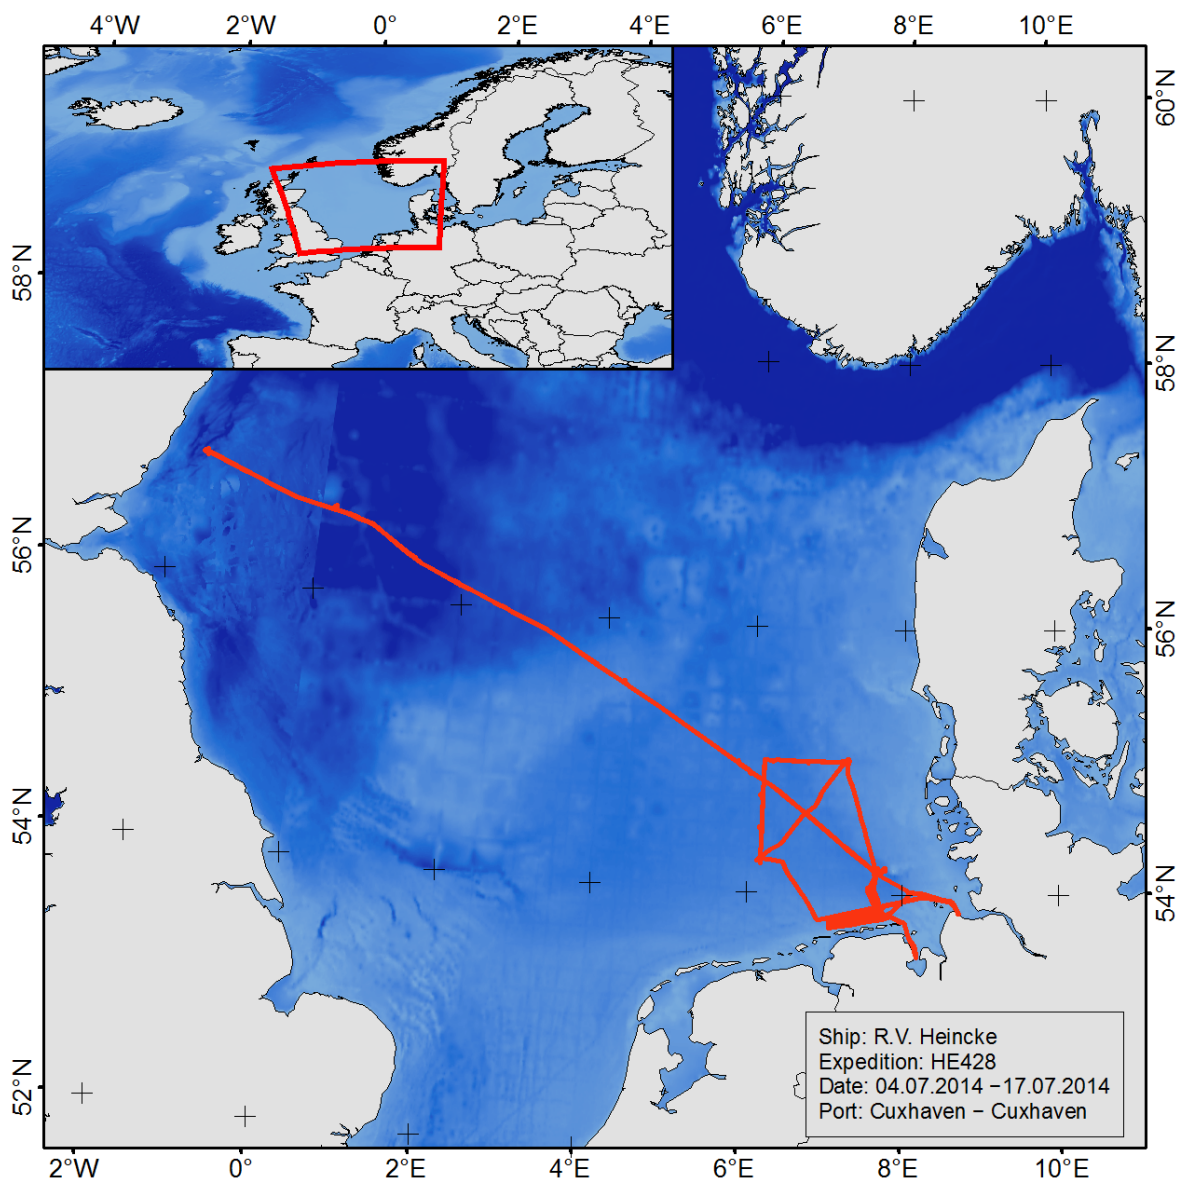 4°W 2°W 0° 2°E 4°E 6°E 8°E 10°E
60°N
58°N
58°N
56°N
56°N
54°N
54°N
52°N
Ship: R.V. Heincke
Expedition: HE428
Date: 04.07.2014 −17.07.2014
Port: Cuxhaven − Cuxhaven
2°W 0° 2°E 4°E 6°E 8°E 10°E